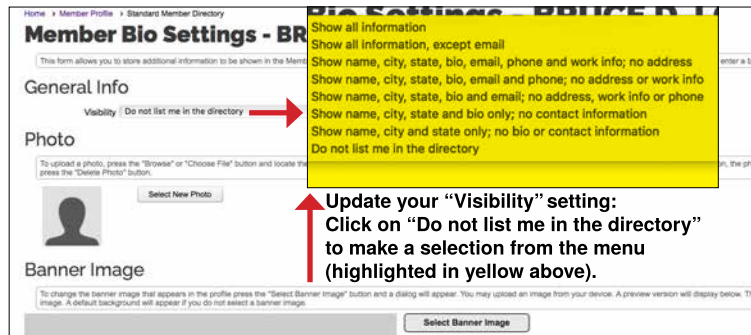 Home › Member Profile › Standard Member Directory
Member Bio Settings - BR
This form allows you to store additional information to be shown in the Memb
enter a b
General Info
Visibility Do not list me in the directory
Show all information
Show all information, except email
Show name, city, state, bio, email, phone and work info; no address
Show name, city, state, bio, email and phone; no address or work info
Show name, city, state, bio and email; no address, work info or phone
Show name, city, state and bio only; no contact information
Show name, city and state only; no bio or contact information
Do not list me in the directory
Photo
To upload a photo, press the "Browse" or "Choose File" button and locate the
on, the ph
press the "Delete Photo" button.
Select New Photo
Update your “Visibility” setting:
Click on “Do not list me in the directory”
to make a selection from the menu
(highlighted in yellow above).
Banner Image
To change the banner image that appears in the profile press the "Select Banner Image" button and a dialog will appear. You may upload an image from your device. A preview version will display below. Th
image. A default background will appear if you do not select a banner image.
Select Banner Image